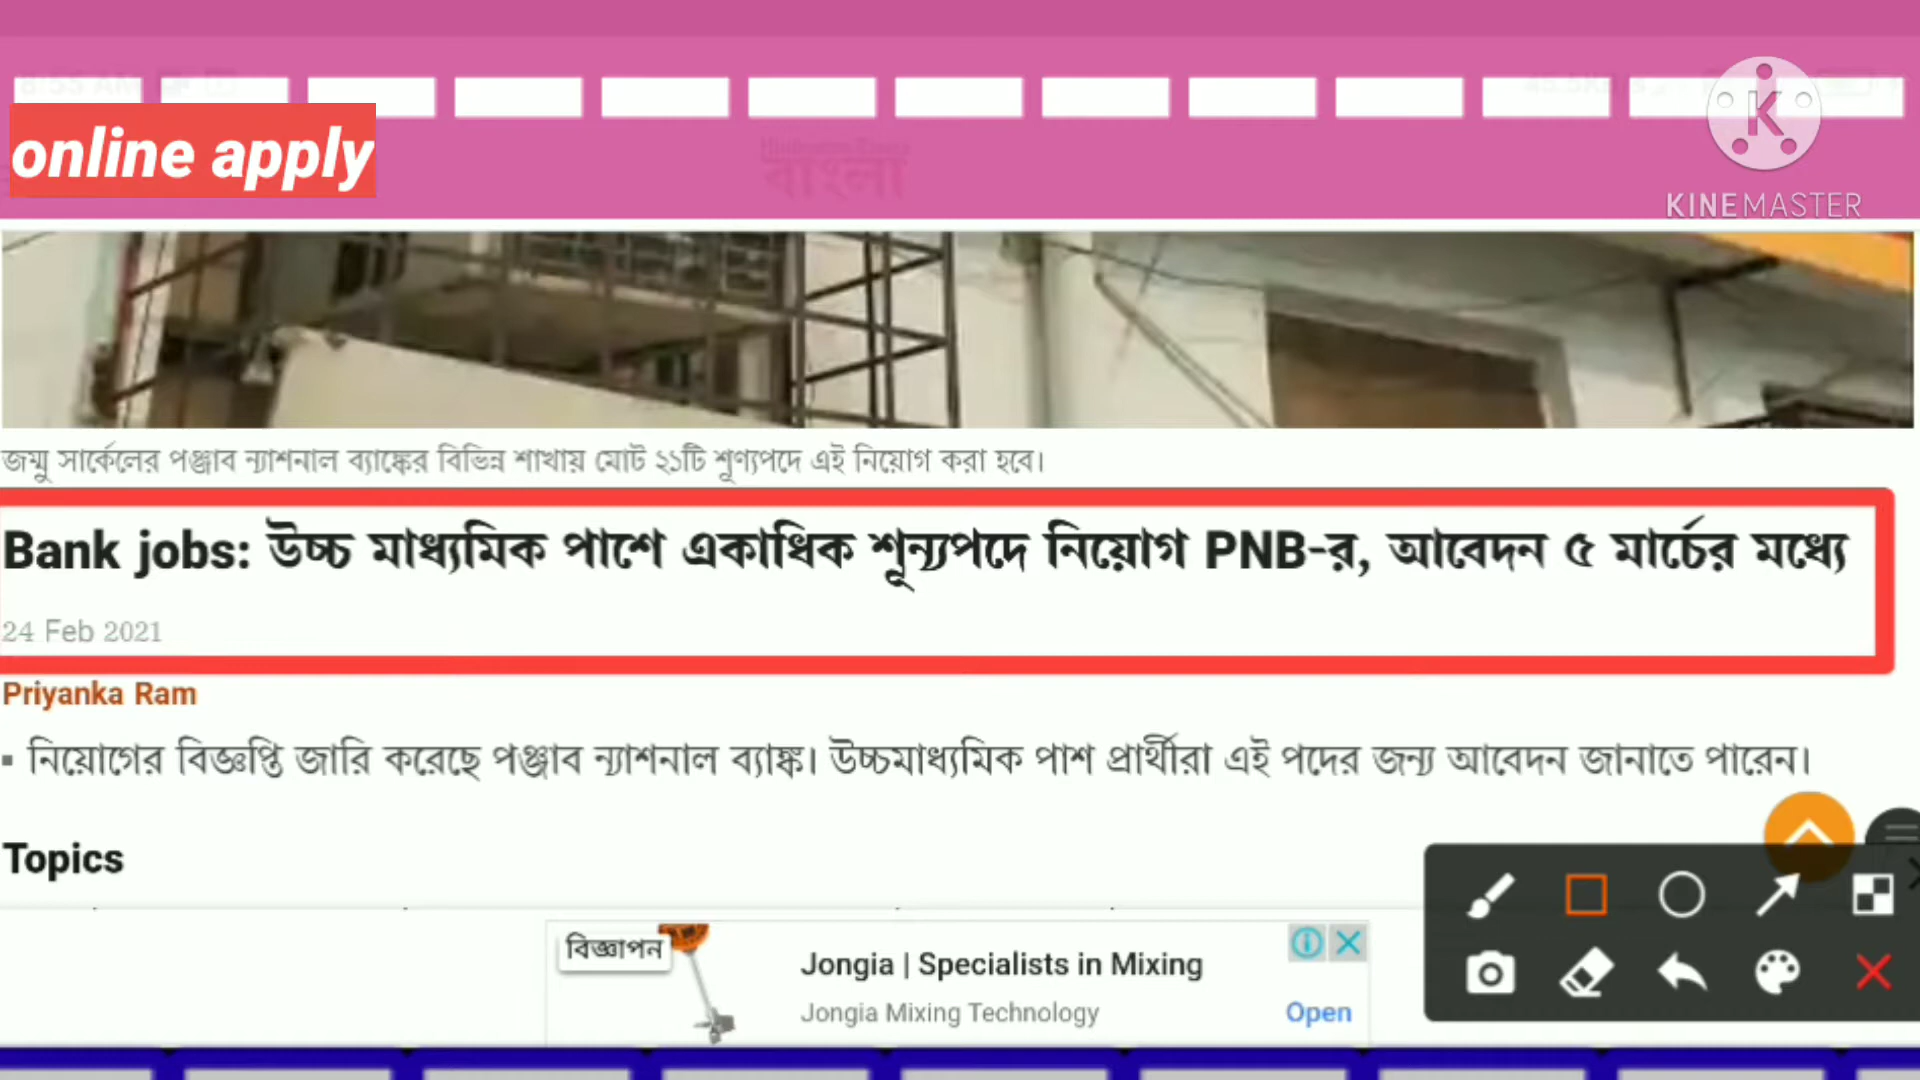 online apply
Hindustan Times
বাংলা
KINEMASTER
জম্মু সার্কেলের পঞ্জাব ন্যাশনাল ব্যাঙ্কের বিভিন্ন শাখায় মোট ২১টি শূণ্যপদে এই নিয়োগ করা হবে।
Bank jobs: উচ্চ মাধ্যমিক পাশে একাধিক শূন্যপদে নিয়োগ PNB-র, আবেদন ৫ মার্চের মধ্যে
24 Feb 2021
Priyanka Ram
▪ নিয়োগের বিজ্ঞপ্তি জারি করেছে পঞ্জাব ন্যাশনাল ব্যাঙ্ক। উচ্চমাধ্যমিক পাশ প্রার্থীরা এই পদের জন্য আবেদন জানাতে পারেন।
Topics
বিজ্ঞাপন
Jongia | Specialists in Mixing
Jongia Mixing Technology
Open